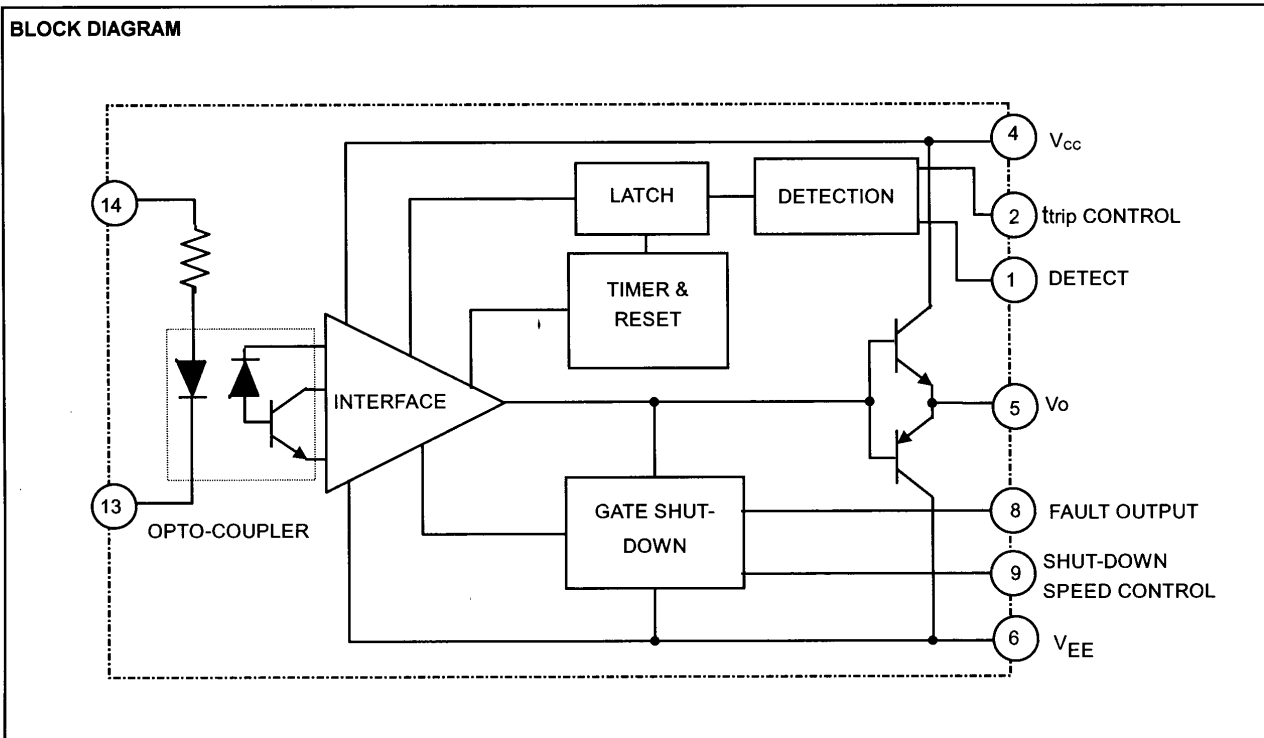 BLOCK DIAGRAM
4
Vcc
14
LATCH
DETECTION
2
ttrip CONTROL
1
DETECT
TIMER &
RESET
INTERFACE
5
Vo
13
OPTO-COUPLER
GATE SHUT-
DOWN
8
FAULT OUTPUT
9
SHUT-DOWN
SPEED CONTROL
6
VEE